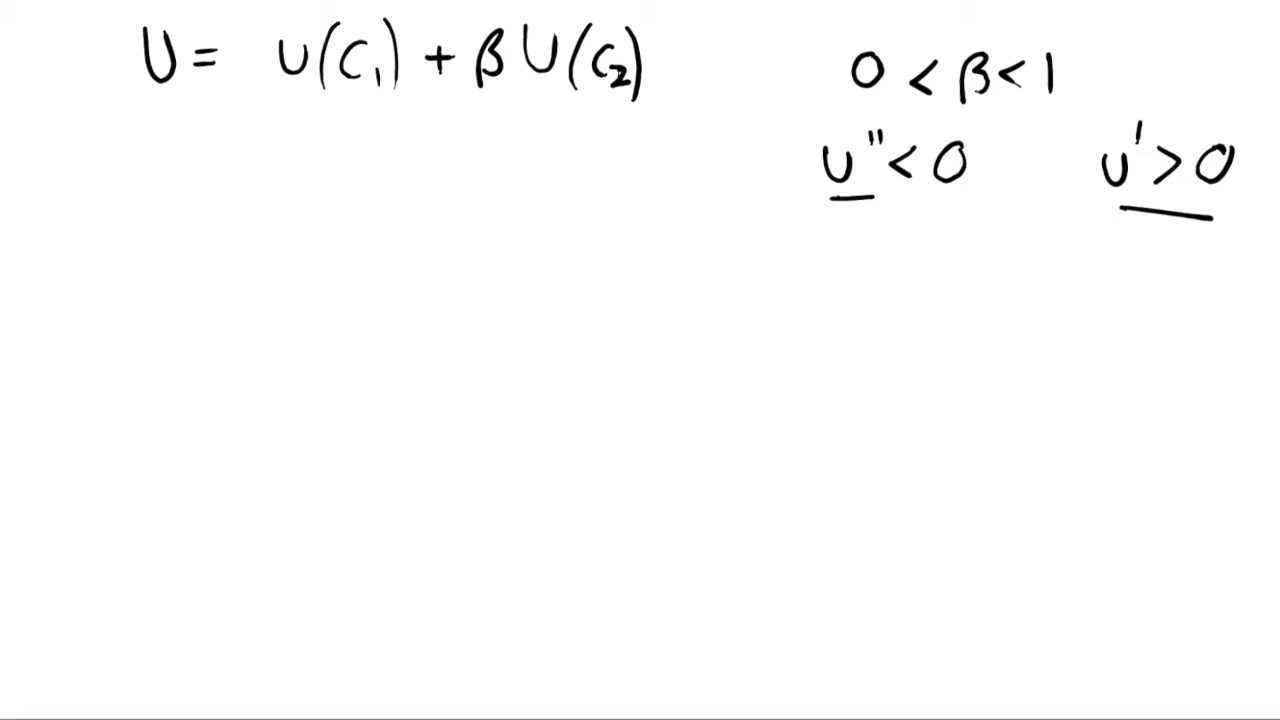 U = u(c₁) + βU(c₂) 0 < β < 1
u'' < 0 u' > 0